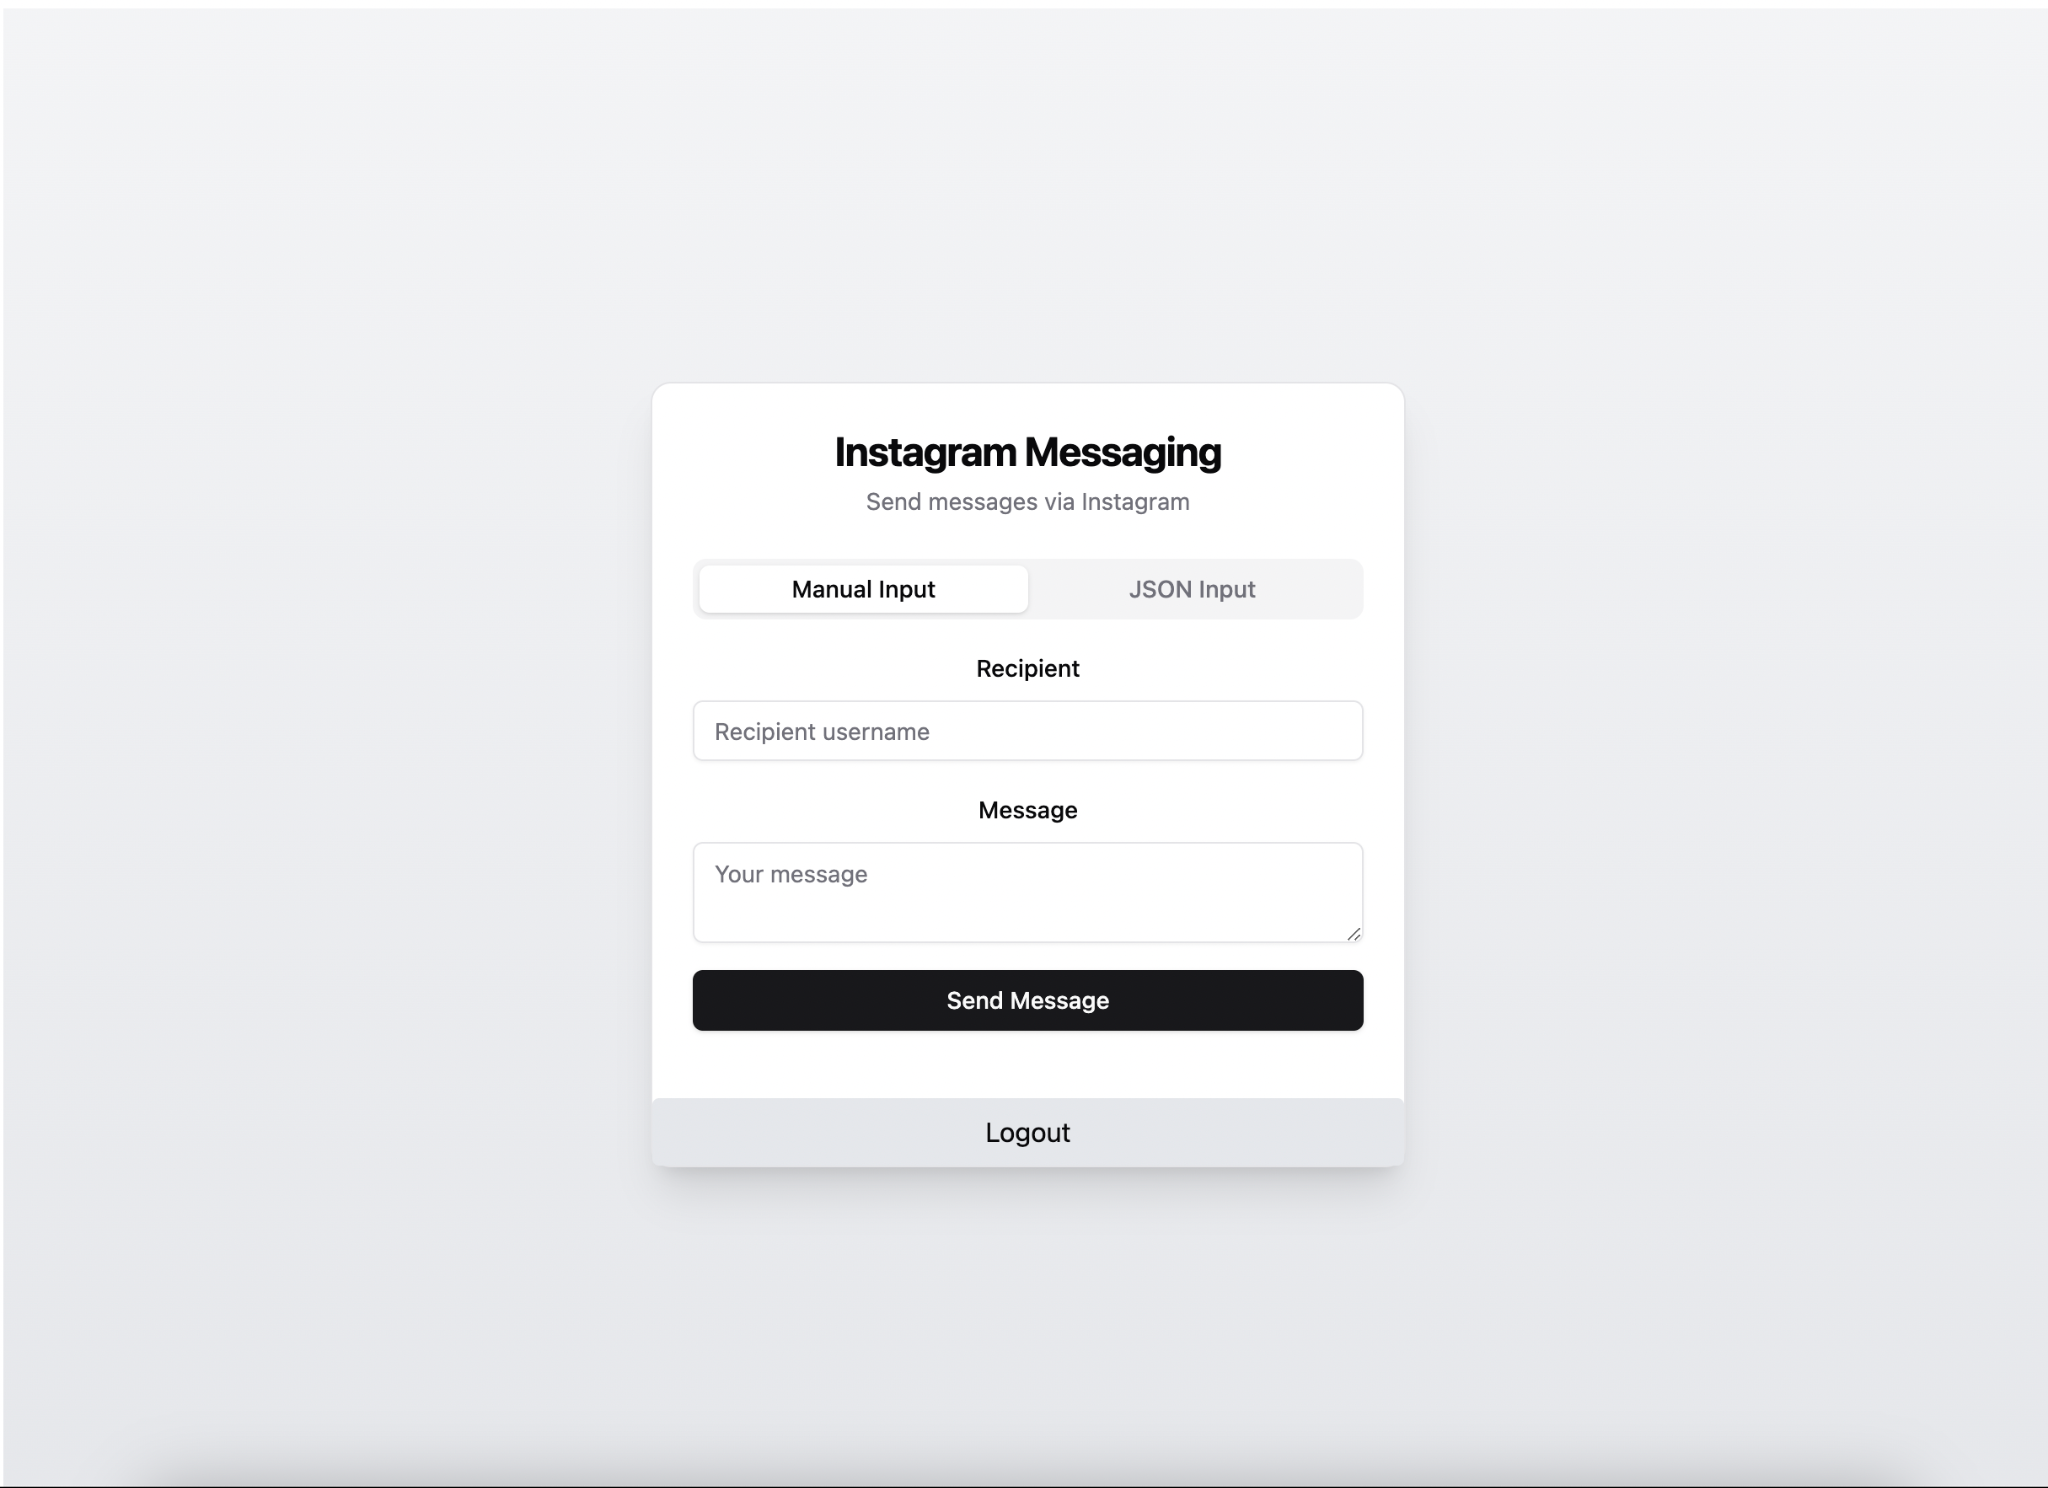 Instagram Messaging
Send messages via Instagram
Manual Input JSON Input
Recipient
Recipient username
Message
Your message
Send Message
Logout